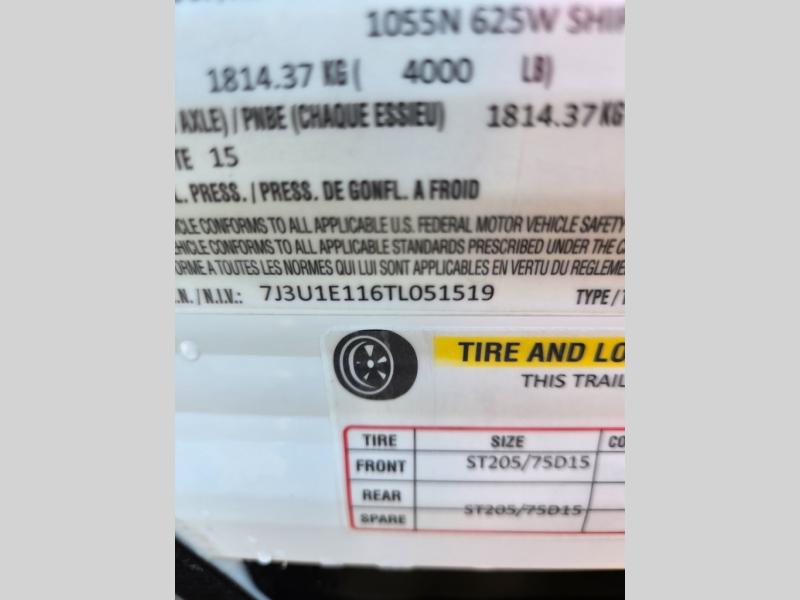 1055N 625W SHI
1814.37 KG ( 4000 LB)
AXLE) / PNBE (CHAQUE ESSIEU) 1814.37 KG
TE 15
L. PRESS. / PRESS. DE GONFL. A FROID
ICLE CONFORMS TO ALL APPLICABLE U.S. FEDERAL MOTOR VEHICLE SAFETY
EHICLE CONFORMS TO ALL APPLICABLE STANDARDS PRESCRIBED UNDER THE C
ORME A TOUTES LES NORMES QUI LUI SONT APPLICABLES EN VERTU DU REGLEME
.N. / N.I.V.: 7J3U1E116TL051519 TYPE / T
TIRE AND LO
THIS TRAIL
TIRE SIZE CO
FRONT ST205/75D15
REAR
SPARE ST205/75D15